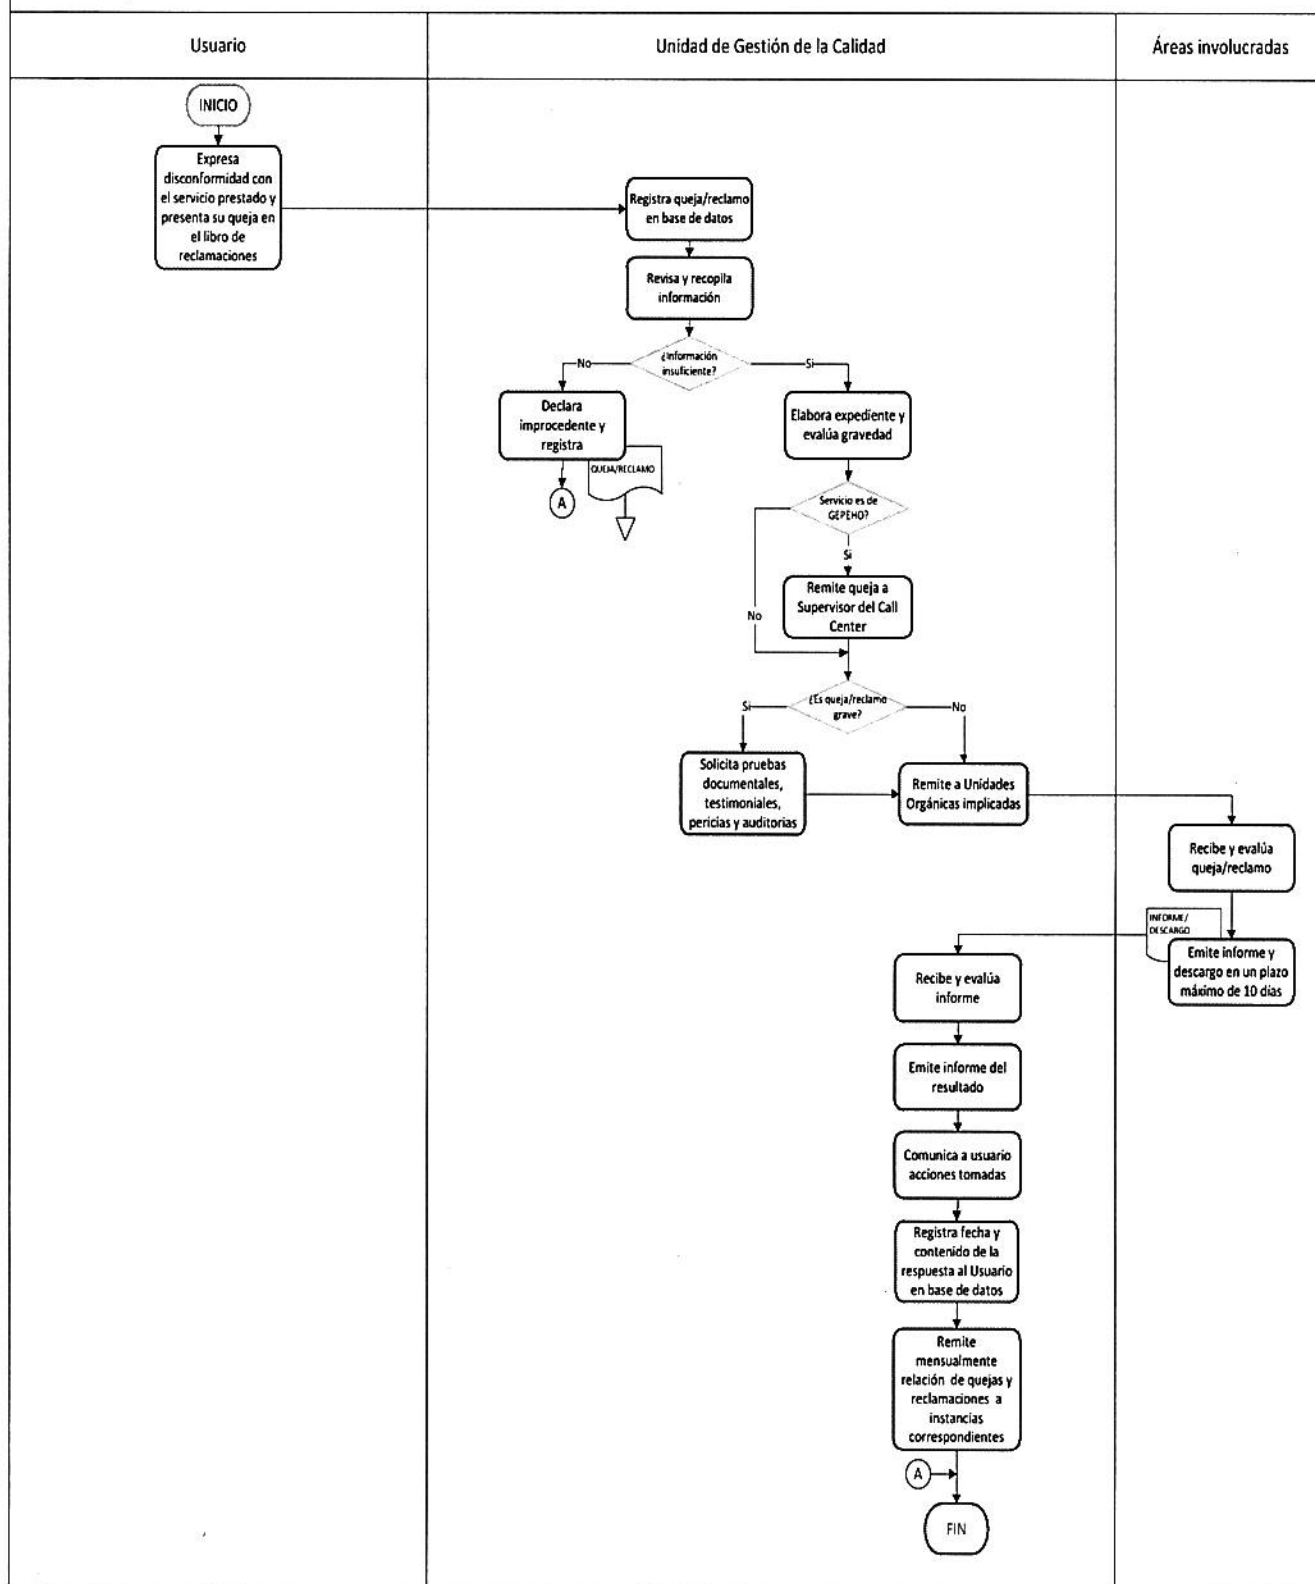 Usuario
Unidad de Gestión de la Calidad
Áreas involucradas
INICIO
Expresa
disconformidad con
el servicio prestado y
presenta su queja en
el libro de
reclamaciones
Registra queja/reclamo
en base de datos
Revisa y recopila
información
¿Información
insuficiente?
No
Si
Declara
improcedente y
registra
QUEJA/RECLAMO
A
Elabora expediente y
evalúa gravedad
Servicio es de
GEPEHO?
Si
No
Remite queja a
Supervisor del Call
Center
¿Es queja/reclamo
grave?
Si
No
Solicita pruebas
documentales,
testimoniales,
pericias y auditorias
Remite a Unidades
Orgánicas implicadas
Recibe y evalúa
queja/reclamo
INFORME/
DESCARGO
Emite informe y
descargo en un plazo
máximo de 10 días
Recibe y evalúa
informe
Emite informe del
resultado
Comunica a usuario
acciones tomadas
Registra fecha y
contenido de la
respuesta al Usuario
en base de datos
Remite
mensualmente
relación de quejas y
reclamaciones a
instancias
correspondientes
A
FIN